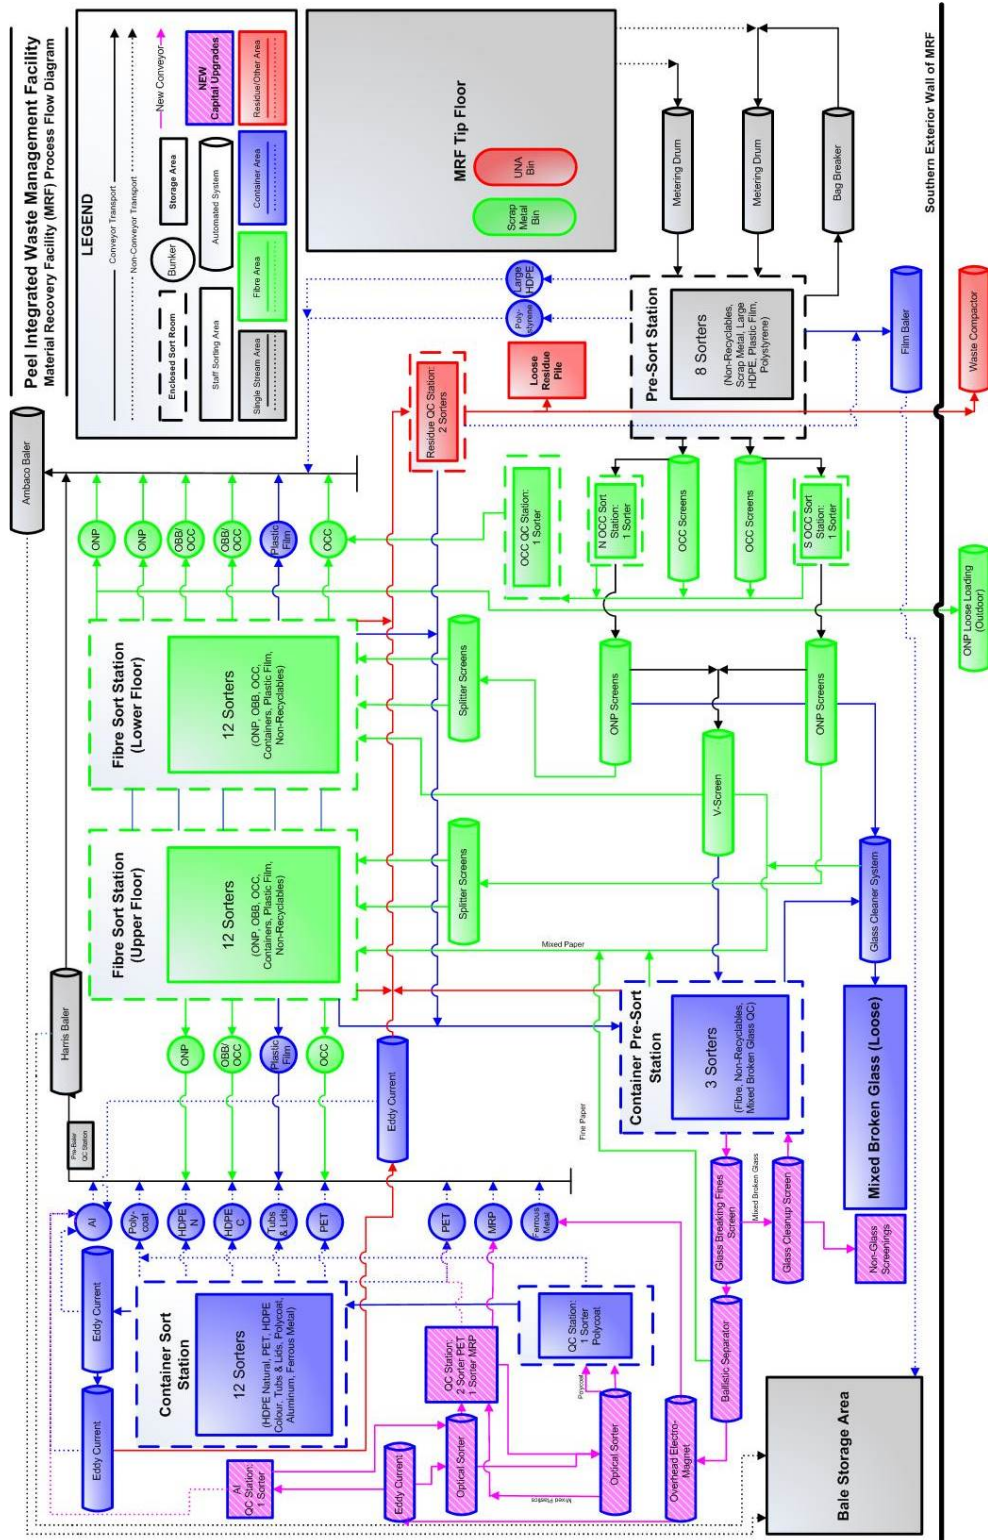 Peel Integrated Waste Management Facility
Material Recovery Facility (MRF) Process Flow Diagram
LEGEND
Conveyor Transport
Non-Conveyor Transport
New Conveyor
Enclosed Sort Room
Bunker
Storage Area
NEW
Capital Upgrades
Staff Sorting Area
Automated System
Single Stream Area
Fibre Area
Container Area
Residue/Other Area
MRF Tip Floor
Scrap
Metal
Bin
UNA
Bin
Metering Drum
Metering Drum
Bag Breaker
Southern Exterior Wall of MRF
Large
HDPE
Poly-
styrene
Pre-Sort Station
8 Sorters
(Non-Recyclables,
Scrap Metal, Large
HDPE, Plastic Film,
Polystyrene)
Film Baler
Waste Compactor
Residue QC Station:
2 Sorters
Loose
Residue
Pile
Ambaco Baler
ONP
ONP
OBB/
OCC
OBB/
OCC
Plastic
Film
OCC
OCC QC Station:
1 Sorter
N OCC Sort
Station:
1 Sorter
OCC Screens
OCC Screens
S OCC Sort
Station:
1 Sorter
ONP Loose Loading
(Outdoor)
Fibre Sort Station
(Lower Floor)
12 Sorters
(ONP, OBB, OCC,
Containers, Plastic Film,
Non-Recyclables)
Splitter Screens
ONP Screens
V-Screen
ONP Screens
Fibre Sort Station
(Upper Floor)
12 Sorters
(ONP, OBB, OCC,
Containers, Plastic Film,
Non-Recyclables)
Splitter Screens
Mixed Paper
Glass Cleaner System
Harris Baler
Pre-Baler
QC Station
ONP
OBB/
OCC
Plastic
Film
OCC
Eddy Current
Fine Paper
Container Pre-Sort
Station
3 Sorters
(Fibre, Non-Recyclables,
Mixed Broken Glass QC)
Mixed Broken Glass (Loose)
Al
Poly-
coat
HDPE
N
HDPE
C
Tubs
& Lids
PET
PET
MRP
Ferrous
Metal
Glass Breaking Fines
Screen
Mixed Broken Glass
Glass Cleanup Screen
Non-Glass
Screenings
Eddy Current
Eddy Current
Container Sort
Station
12 Sorters
(HDPE Natural, PET, HDPE
Colour, Tubs & Lids, Polycoat,
Aluminum, Ferrous Metal)
QC Station:
2 Sorter PET
1 Sorter MRP
QC Station:
1 Sorter
Polycoat
Polycoat
Ballistic Separator
Al
QC Station:
1 Sorter
Eddy Current
Optical Sorter
Mixed Plastics
Optical Sorter
Overhead Electro-
Magnet
Bale Storage Area